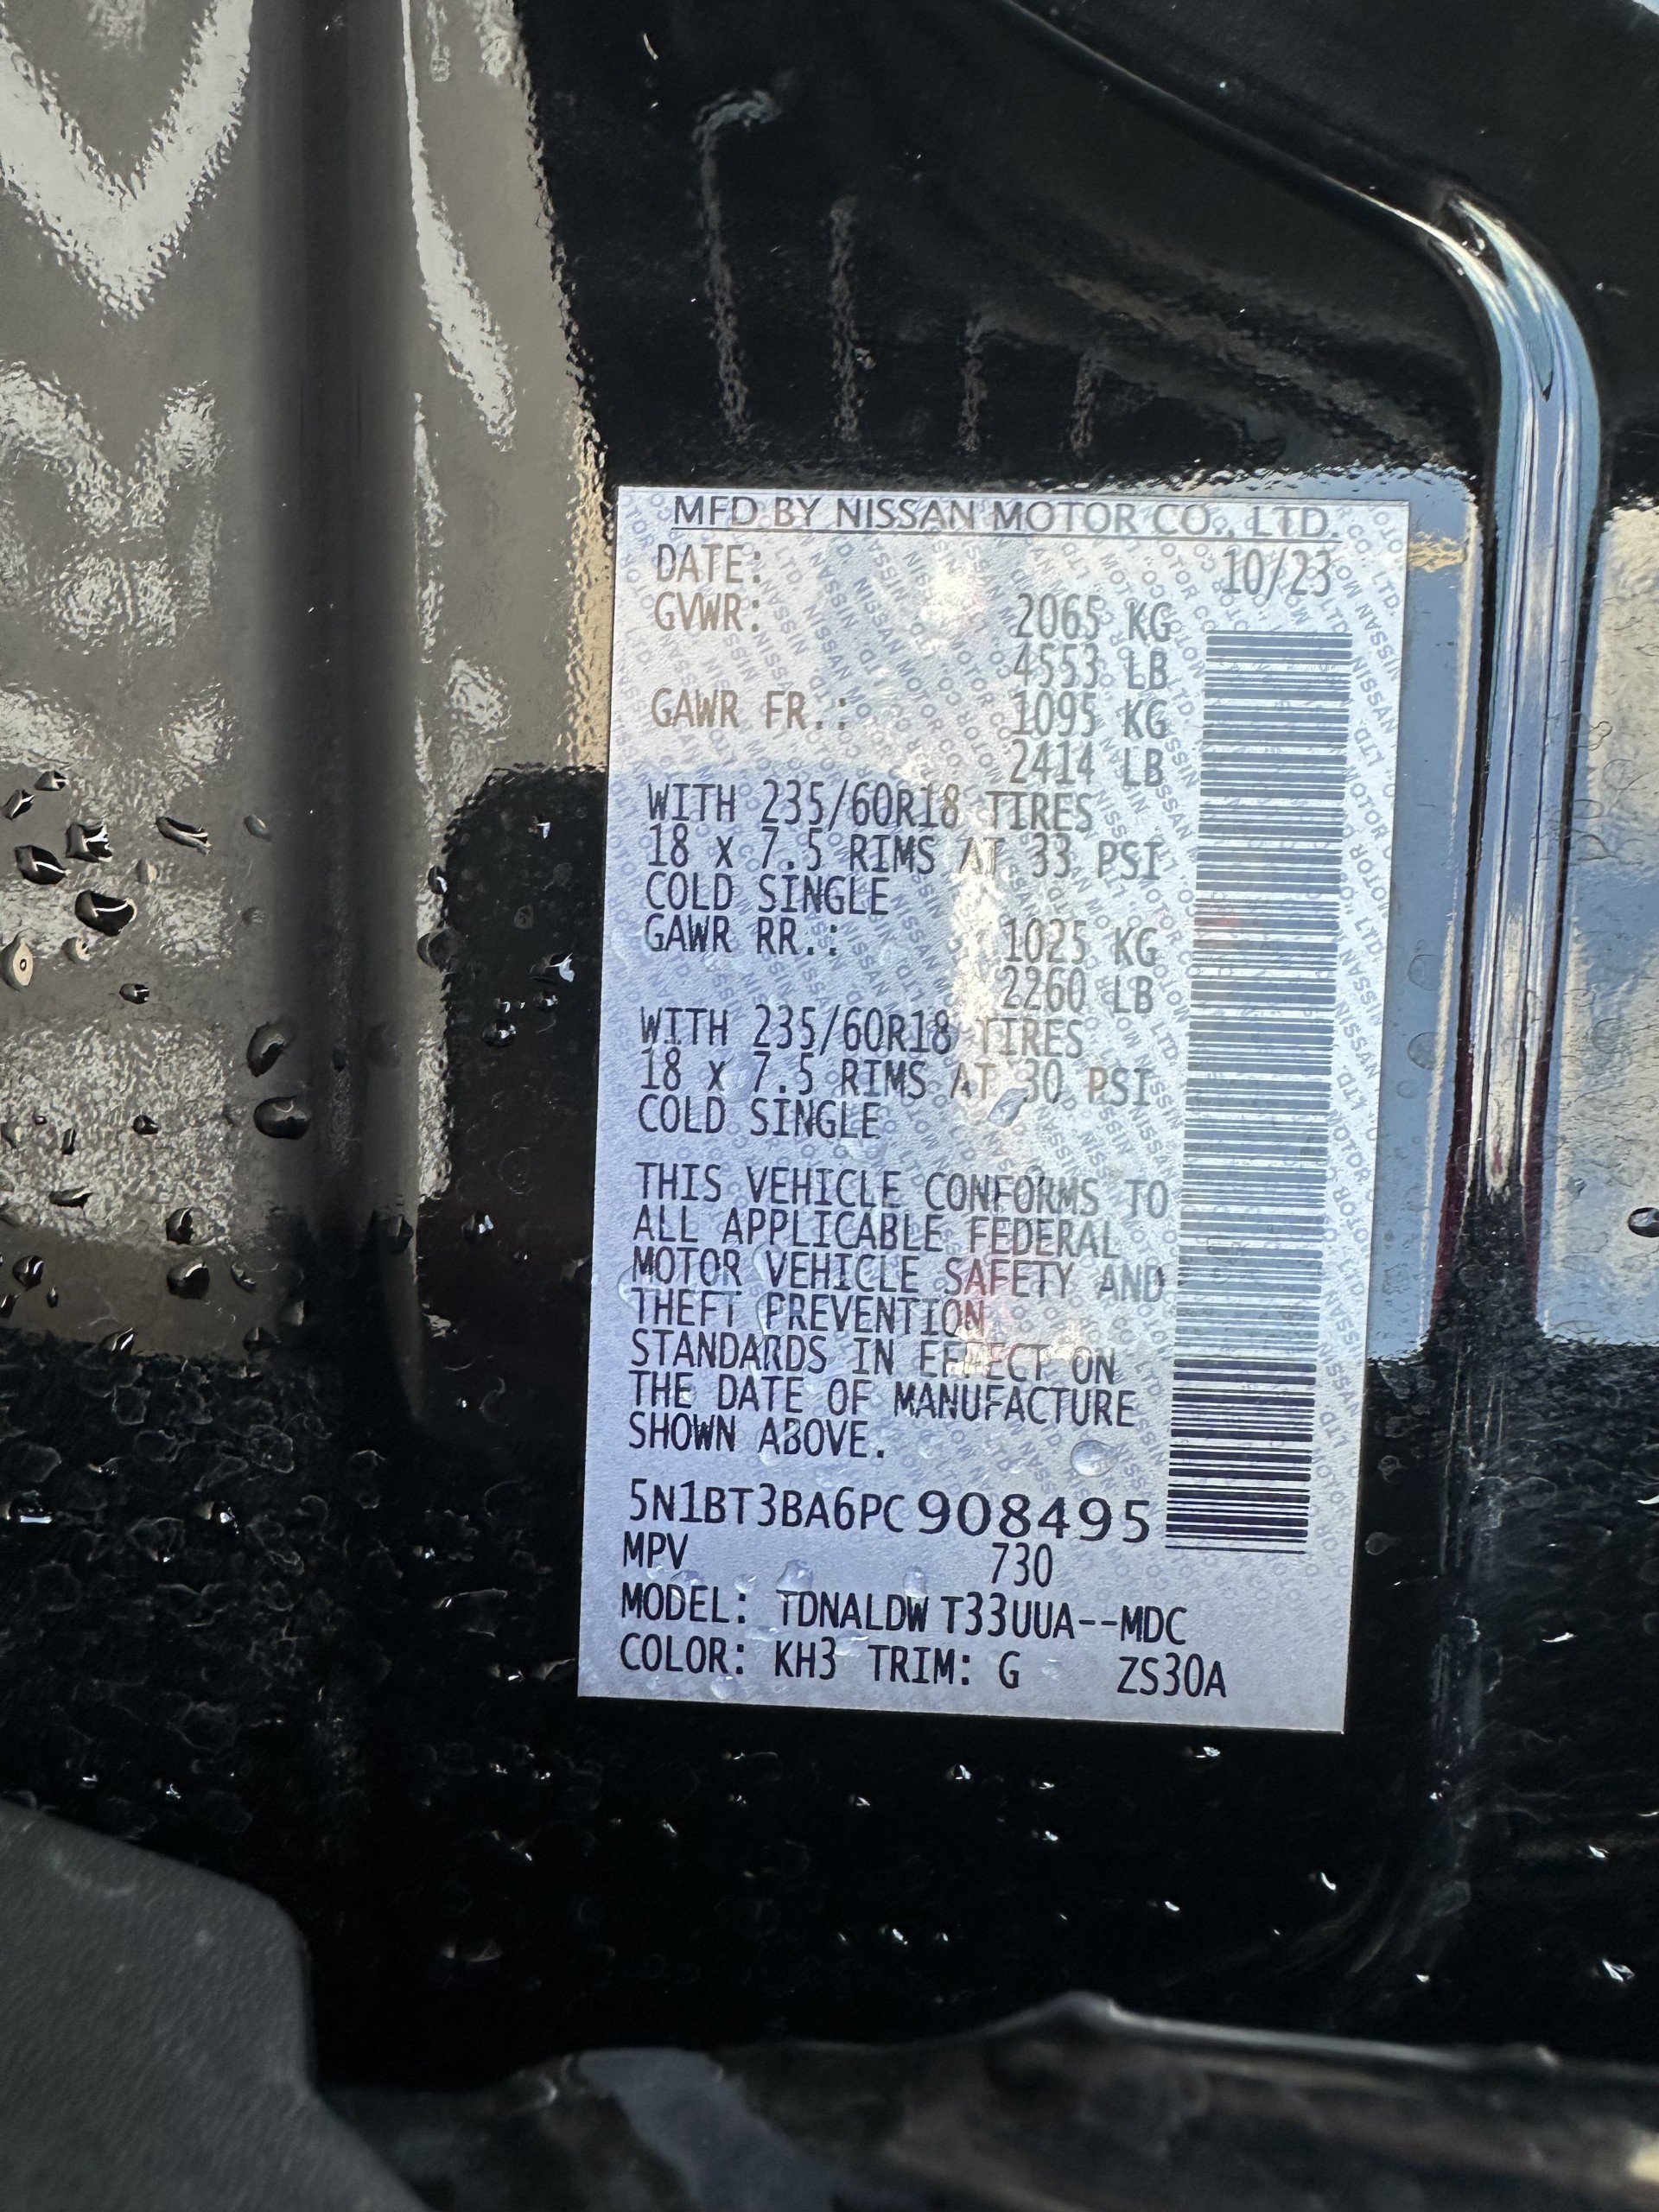 MFD BY NISSAN MOTOR CO., LTD.
DATE: 10/23
GVWR: 2065 KG
4553 LB
GAWR FR.: 1095 KG
2414 LB
WITH 235/60R18 TIRES
18 x 7.5 RIMS AT 33 PSI
COLD SINGLE
GAWR RR.: 1025 KG
2260 LB
WITH 235/60R18 TIRES
18 x 7.5 RIMS AT 30 PSI
COLD SINGLE
THIS VEHICLE CONFORMS TO
ALL APPLICABLE FEDERAL
MOTOR VEHICLE SAFETY AND
THEFT PREVENTION
STANDARDS IN EFFECT ON
THE DATE OF MANUFACTURE
SHOWN ABOVE.
5N1BT3BA6PC908495
MPV 730
MODEL: TDNALDW T33UUA--MDC
COLOR: KH3 TRIM: G ZS30A